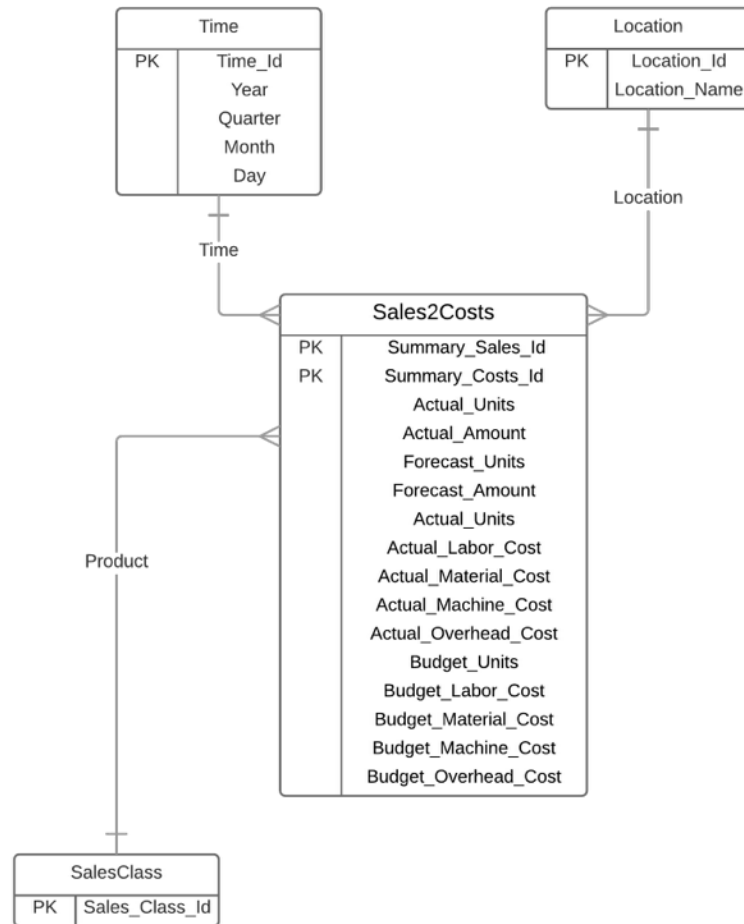 Time
PK Time_Id
Year
Quarter
Month
Day
Location
PK Location_Id
Location_Name
Time
Location
Sales2Costs
PK Summary_Sales_Id
PK Summary_Costs_Id
Actual_Units
Actual_Amount
Forecast_Units
Forecast_Amount
Actual_Units
Actual_Labor_Cost
Actual_Material_Cost
Actual_Machine_Cost
Actual_Overhead_Cost
Budget_Units
Budget_Labor_Cost
Budget_Material_Cost
Budget_Machine_Cost
Budget_Overhead_Cost
Product
SalesClass
PK Sales_Class_Id